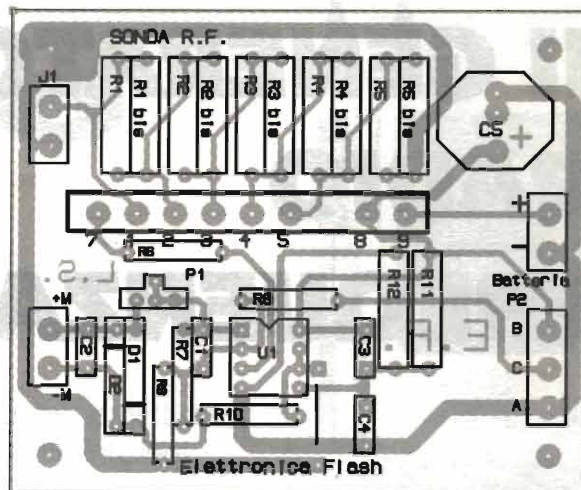 SONDA R.F.
J1
R1
R1 bis
R2
R2 bis
R3
R3 bis
R4
R4 bis
R5
R5 bis
C5
+
7 1 2 3 4 5 8 9
+
-
Batteria
R6
P1
L.S.
R8
R12
R11
P2
+M
-M
C2
D1
D2
R7
C1
U1
C3
B
C
A
E.F.
R9
R10
C4
Elettronica Flash